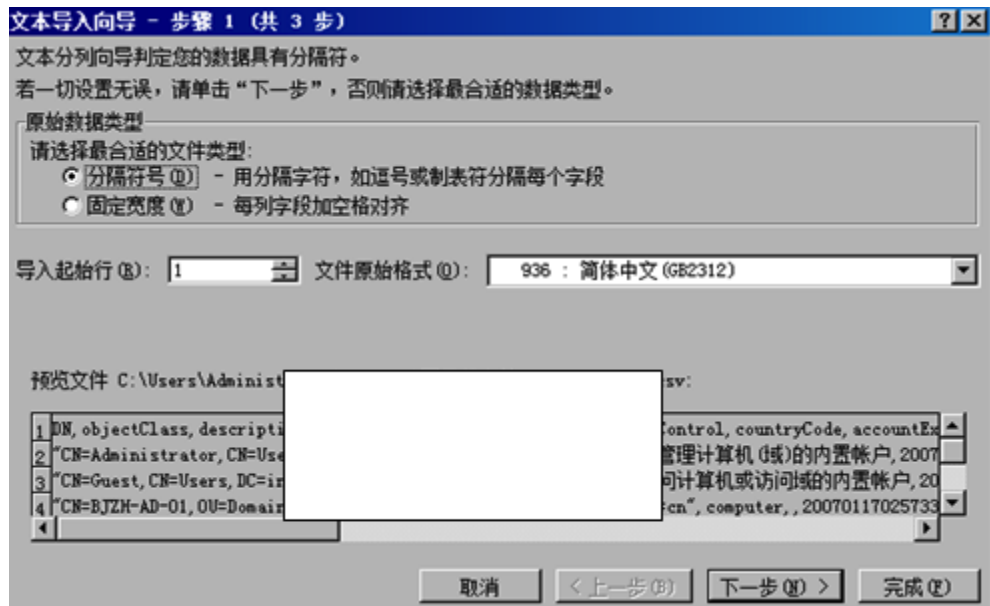 文本导入向导 - 步骤 1 (共 3 步)
文本分列向导判定您的数据具有分隔符。
若一切设置无误，请单击“下一步”，否则请选择最合适的数据类型。
原始数据类型
请选择最合适的文件类型:
分隔符号(D) - 用分隔字符，如逗号或制表符分隔每个字段
固定宽度(W) - 每列字段加空格对齐
导入起始行(R): 1 文件原始格式(O): 936 : 简体中文(GB2312)
预览文件 C:\Users\Administ sv:
1 DN, objectClass, descripti Control, countryCode, accountEx
2 "CN=Administrator, CN=Use 管理计算机(域)的内置帐户, 2007
3 "CN=Guest, CN=Users, DC=in 问计算机或访问域的内置帐户, 20
4 "CN=BJZH-AD-01, OU=Domain =cn", computer, , 20070117025733
取消 < 上一步(B) 下一步(N) > 完成(F)